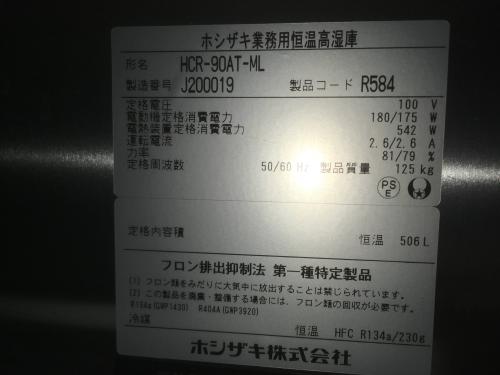 ホシザキ業務用恒温高湿庫
形名 HCR-90AT-ML
製造番号 J200019 製品コード R584
定格電圧 100 V
電動機定格消費電力 180/175 W
電熱装置定格消費電力 542 W
運転電流 2.6/2.6 A
力率 81/79 %
定格周波数 50/60 Hz 製品質量 125 kg
PS
E
定格内容積 恒温 506 L
フロン排出抑制法 第一種特定製品
(1) フロン類をみだりに大気中に放出することは禁じられています。
(2) この製品を廃棄・整備する場合には、フロン類の回収が必要です。
R134a(GWP1430) R404A(GWP3920)
冷媒 恒温 HFC R134a/230g
ホシザキ株式会社